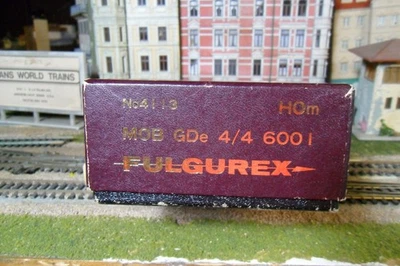 ANS WORLD TRAINS
No 4113 HOm
MOB GDe 4/4 6001
FULGUREX